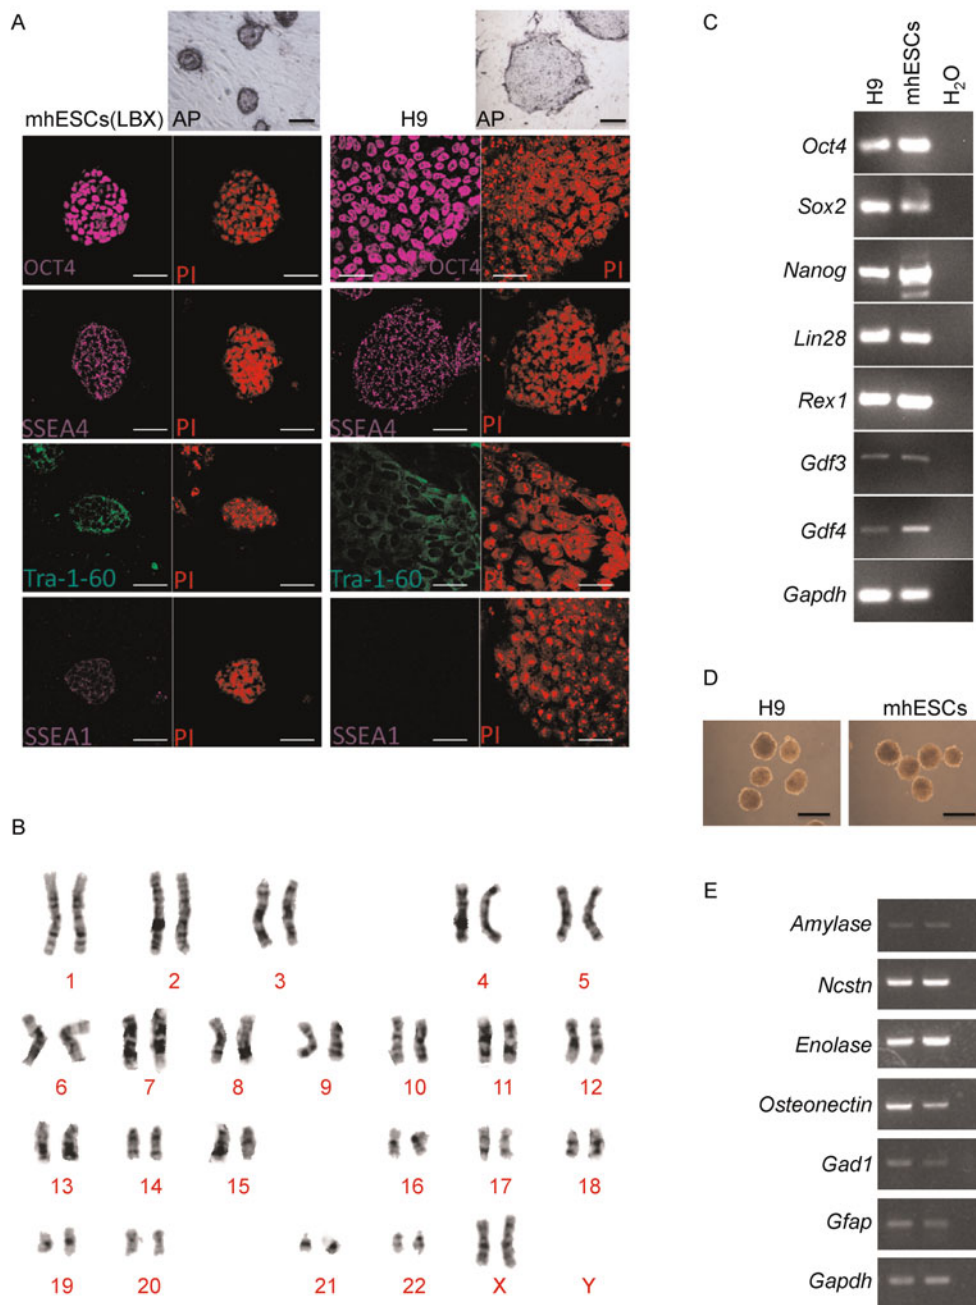 A
mhESCs(LBX)
AP
H9
AP
OCT4
PI
OCT4
PI
SSEA4
PI
SSEA4
PI
Tra-1-60
PI
Tra-1-60
PI
SSEA1
PI
SSEA1
PI
B
1 2 3 4 5
6 7 8 9 10 11 12
13 14 15 16 17 18
19 20 21 22 X Y
C
H9
mhESCs
H2O
Oct4
Sox2
Nanog
Lin28
Rex1
Gdf3
Gdf4
Gapdh
D
H9 mhESCs
E
Amylase
Ncstn
Enolase
Osteonectin
Gad1
Gfap
Gapdh